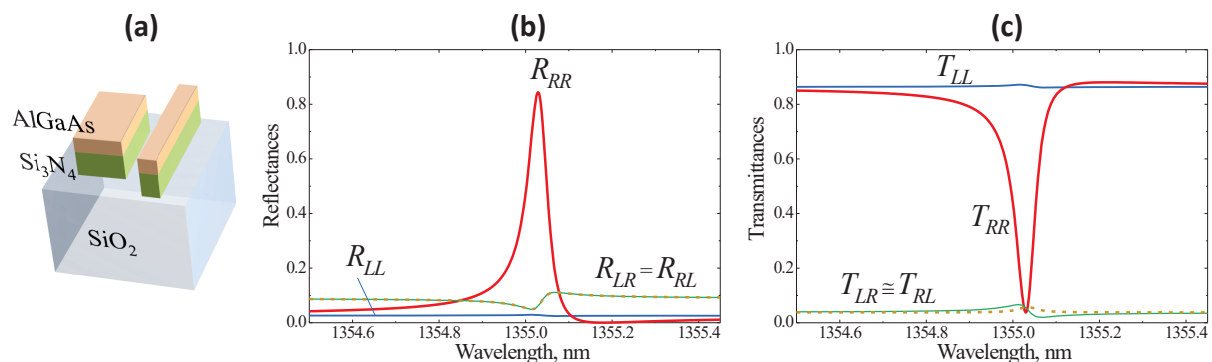 (a)
AlGaAs
Si3N4
SiO2
(b)
Reflectances
1.0
0.8
0.6
0.4
0.2
0.0
RRR
RLL
RLR = RRL
1354.6 1354.8 1355.0 1355.2 1355.4
Wavelength, nm
(c)
Transmittances
1.0
0.8
0.6
0.4
0.2
0.0
TLL
TRR
TLR ≅ TRL
1354.6 1354.8 1355.0 1355.2 1355.4
Wavelength, nm